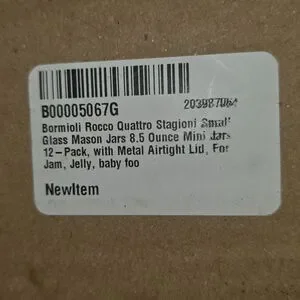 B00005067G 203987064
Bormioli Rocco Quattro Stagioni Small
Glass Mason Jars 8.5 Ounce Mini Jars
12-Pack, with Metal Airtight Lid, For
Jam, Jelly, baby foo
NewItem